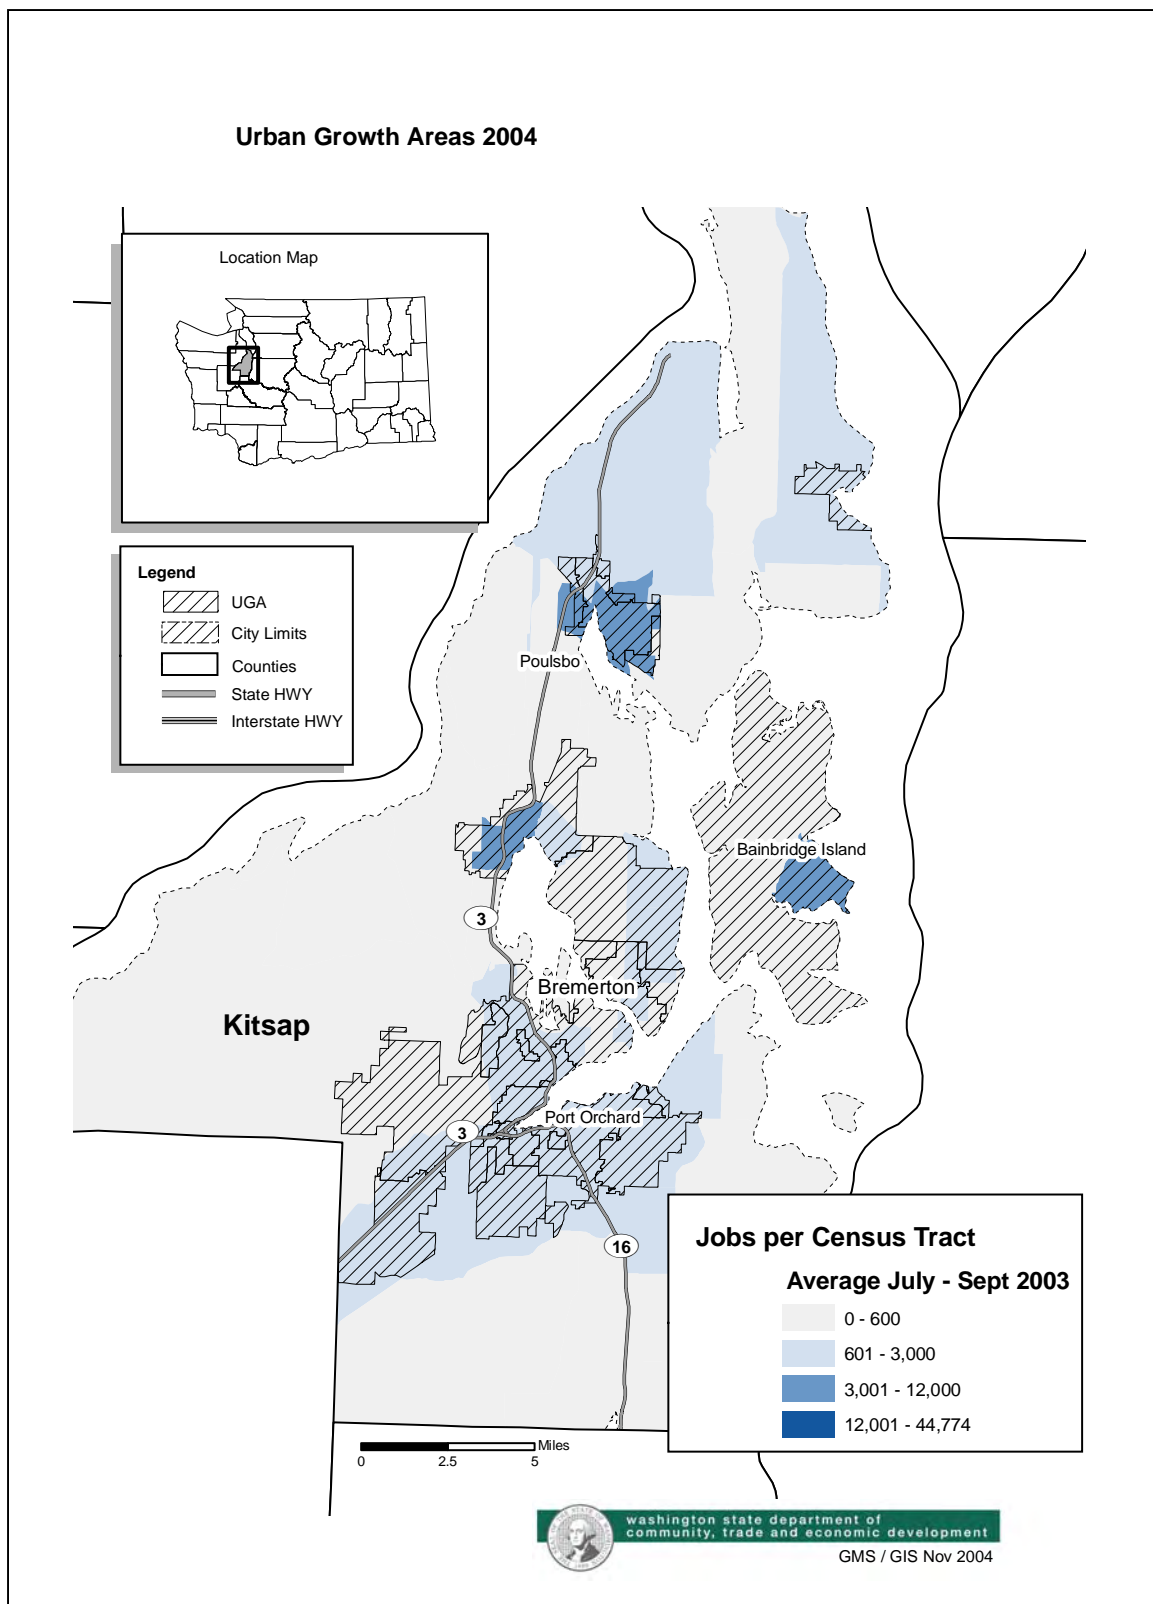 Urban Growth Areas 2004
Location Map
Legend
UGA
City Limits
Counties
State HWY
Interstate HWY
Poulsbo
Bainbridge Island
3
Bremerton
Kitsap
Port Orchard
3
16
Jobs per Census Tract
Average July - Sept 2003
0 - 600
601 - 3,000
3,001 - 12,000
12,001 - 44,774
Miles
0 2.5 5
washington state department of
community, trade and economic development
GMS / GIS Nov 2004